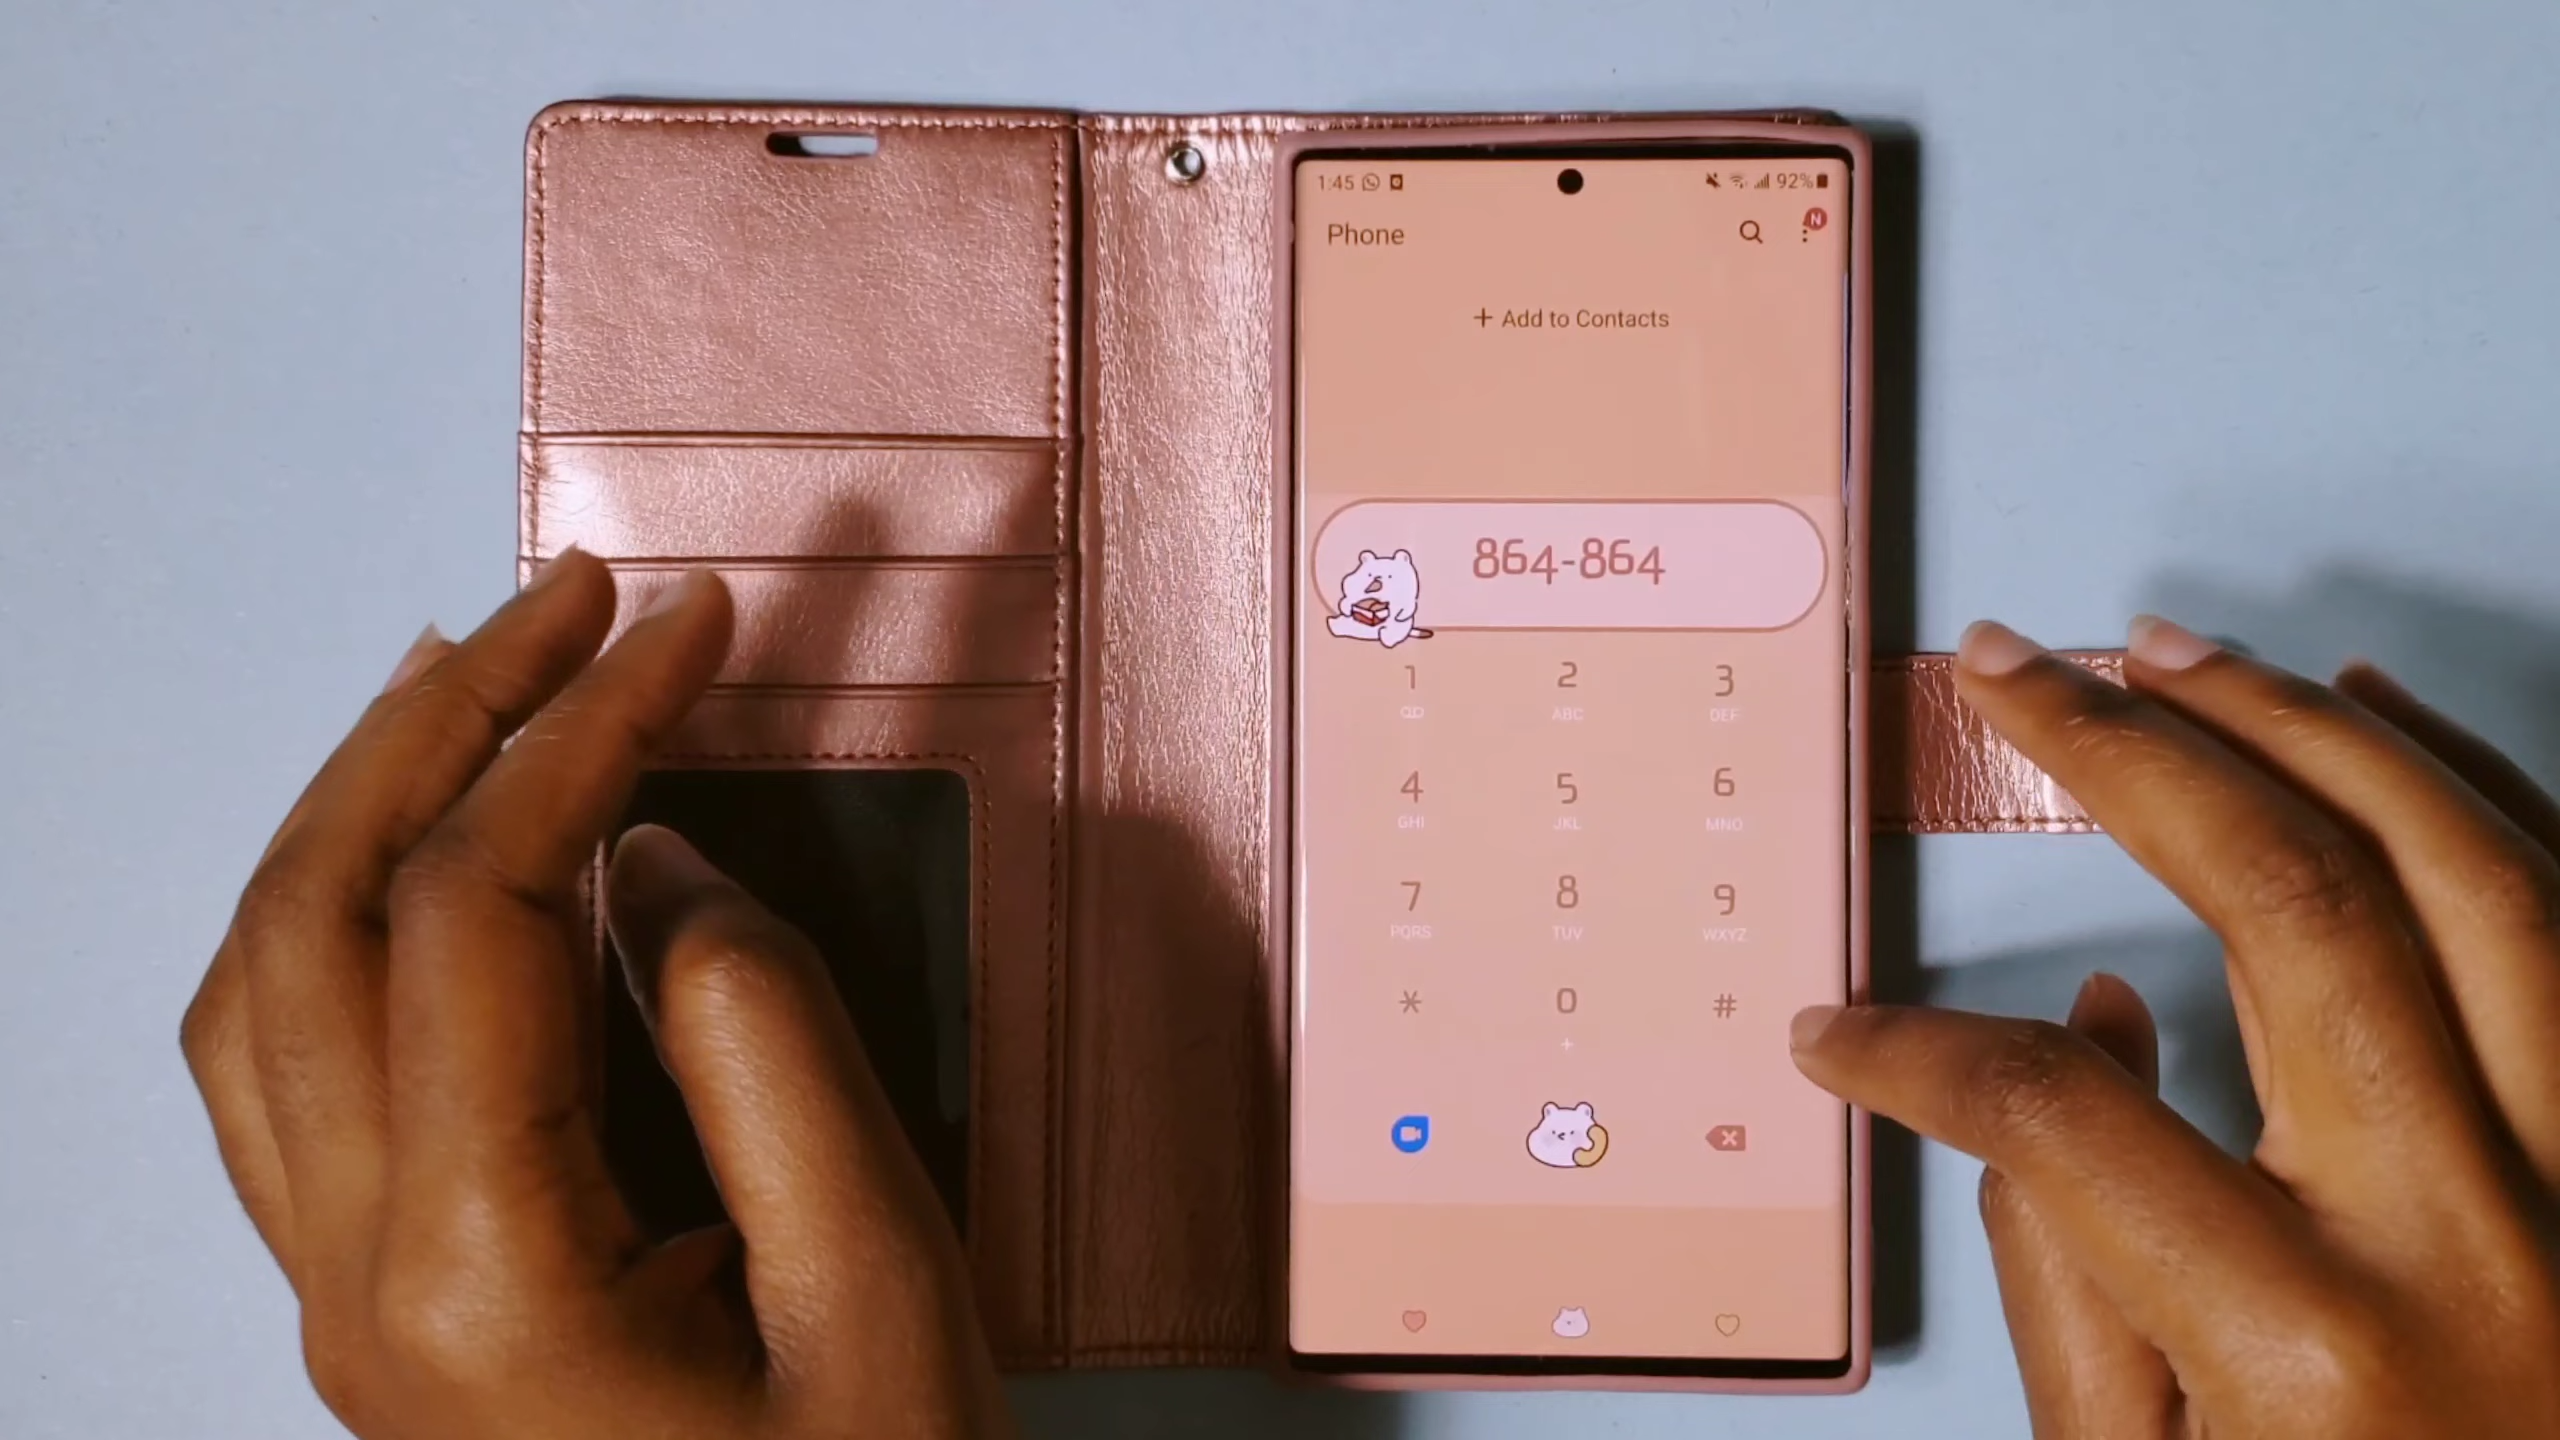 1:45 92%
Phone N
+ Add to Contacts
864-864
1 2 3
ABC DEF
4 5 6
GHI JKL MNO
7 8 9
PQRS TUV WXYZ
* 0 #
+